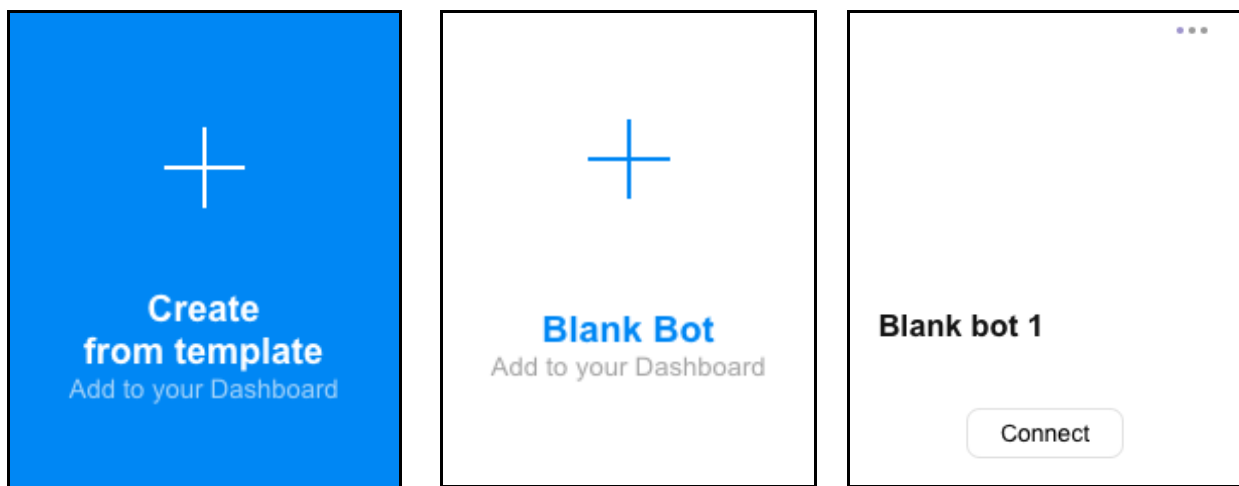 Create
from template
Add to your Dashboard
Blank Bot
Add to your Dashboard
Blank bot 1
Connect